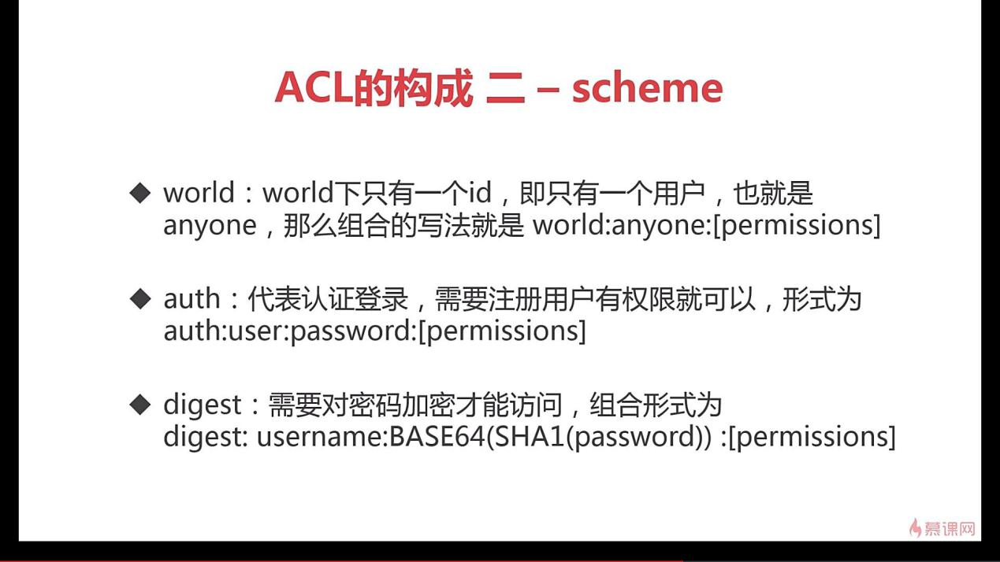 ACL的构成 二 – scheme
◆ world：world下只有一个id，即只有一个用户，也就是
anyone，那么组合的写法就是 world:anyone:[permissions]
◆ auth：代表认证登录，需要注册用户有权限就可以，形式为
auth:user:password:[permissions]
◆ digest：需要对密码加密才能访问，组合形式为
digest: username:BASE64(SHA1(password)) :[permissions]
慕课网